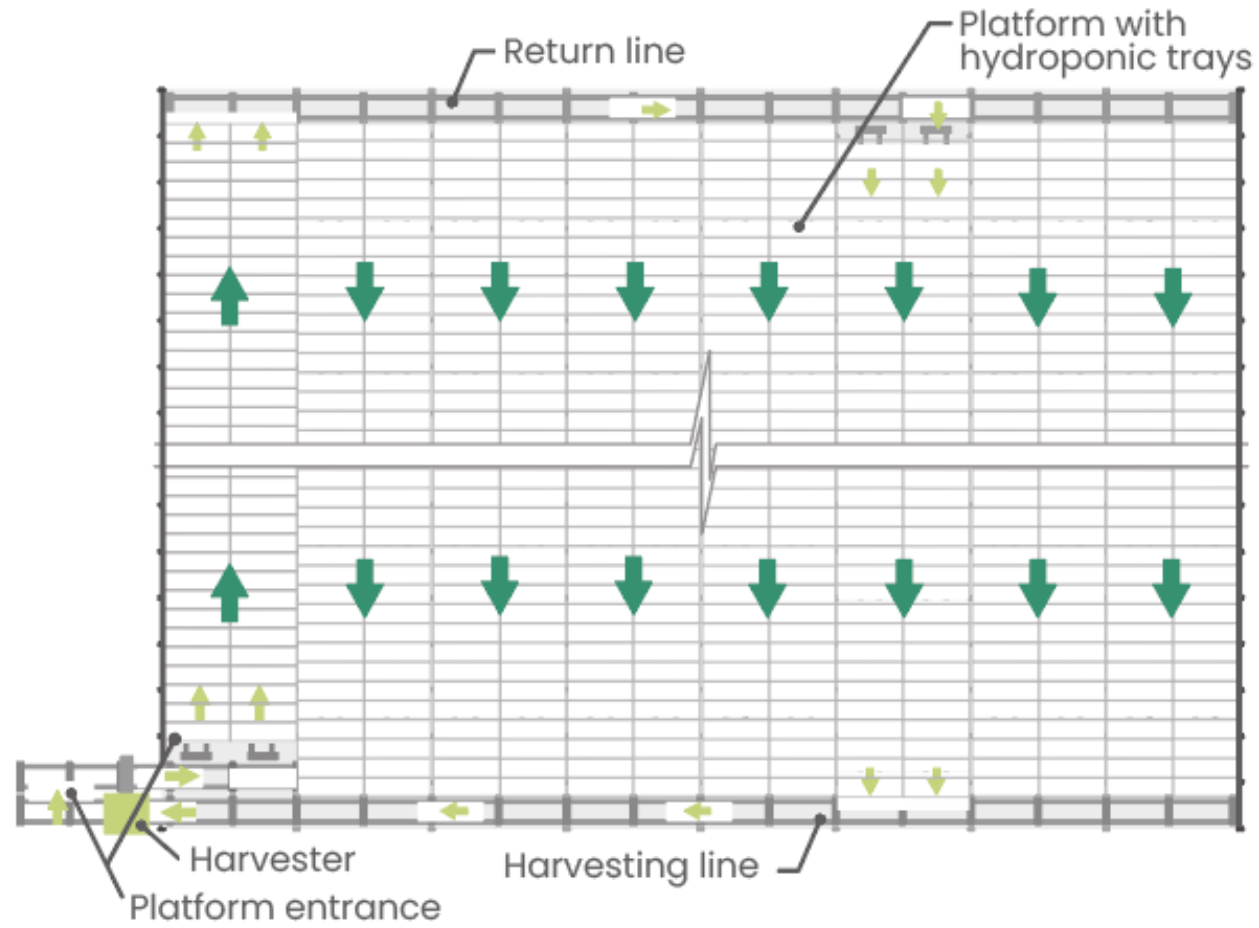 Platform with
hydroponic trays
Return line
Harvester
Harvesting line
Platform entrance